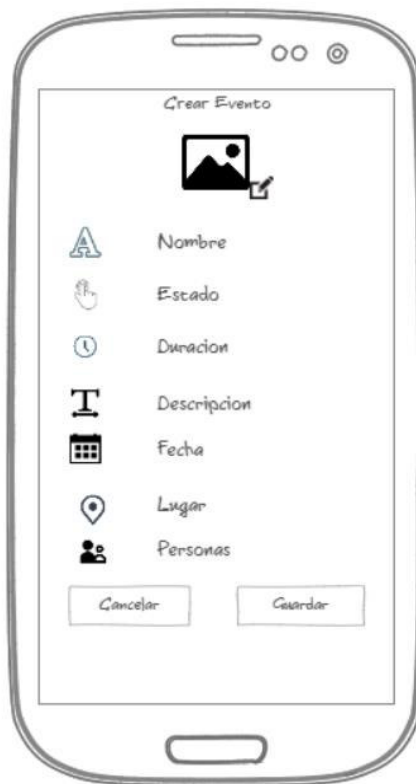 Crear Evento
A
Nombre
Estado
Duracion
T
Descripcion
Fecha
Lugar
Personas
Cancelar
Guardar